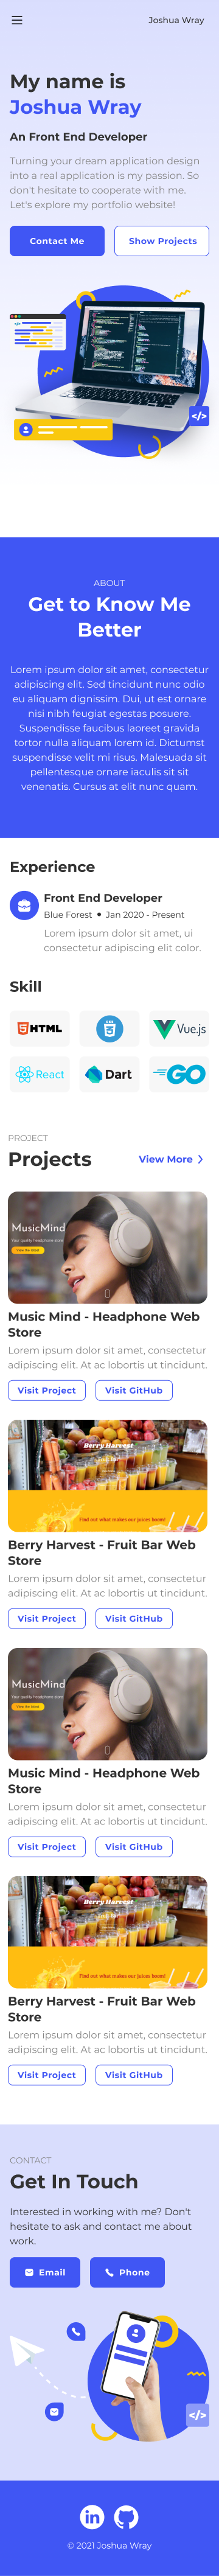 Joshua Wray
My name is
Joshua Wray
An Front End Developer
Turning your dream application design
into a real application is my passion. So
don't hesitate to cooperate with me.
Let's explore my portfolio website!
Contact Me
Show Projects
</>
ABOUT
Get to Know Me
Better
Lorem ipsum dolor sit amet, consectetur
adipiscing elit. Sed tincidunt nunc odio
eu aliquam dignissim. Dui, ut est ornare
nisi nibh feugiat egestas posuere.
Suspendisse faucibus laoreet gravida
tortor nulla aliquam lorem id. Dictumst
suspendisse velit mi risus. Malesuada sit
pellentesque ornare iaculis sit sit
venenatis. Cursus at elit nunc quam.
Experience
Front End Developer
Blue Forest • Jan 2020 - Present
Lorem ipsum dolor sit amet, ui
consectetur adipiscing elit color.
Skill
HTML
CSS
Vue.js
React
Dart
GO
PROJECT
Projects
View More
MusicMind
Your quality headphone store
Music Mind - Headphone Web
Store
Lorem ipsum dolor sit amet, consectetur
adipiscing elit. At ac lobortis ut tincidunt.
Visit Project
Visit GitHub
Berry Harvest
Find out what makes our juices boom!
Berry Harvest - Fruit Bar Web
Store
Lorem ipsum dolor sit amet, consectetur
adipiscing elit. At ac lobortis ut tincidunt.
Visit Project
Visit GitHub
MusicMind
Your quality headphone store
Music Mind - Headphone Web
Store
Lorem ipsum dolor sit amet, consectetur
adipiscing elit. At ac lobortis ut tincidunt.
Visit Project
Visit GitHub
Berry Harvest
Find out what makes our juices boom!
Berry Harvest - Fruit Bar Web
Store
Lorem ipsum dolor sit amet, consectetur
adipiscing elit. At ac lobortis ut tincidunt.
Visit Project
Visit GitHub
CONTACT
Get In Touch
Interested in working with me? Don't
hesitate to ask and contact me about
work.
Email
Phone
</>
in
© 2021 Joshua Wray